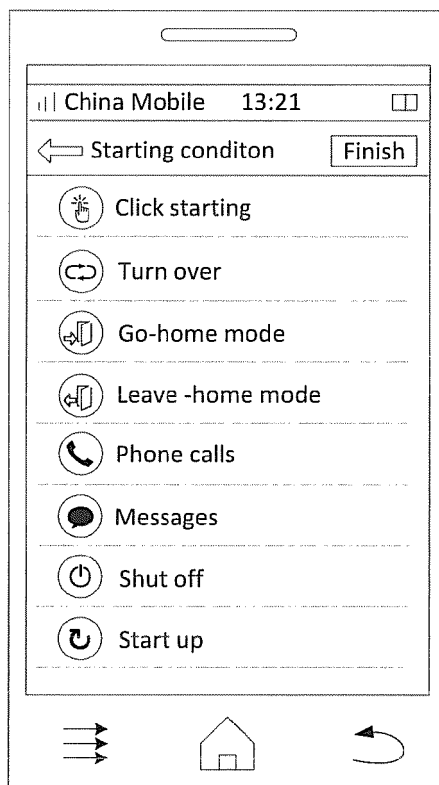 China Mobile 13:21
Starting conditon Finish
Click starting
Turn over
Go-home mode
Leave -home mode
Phone calls
Messages
Shut off
Start up